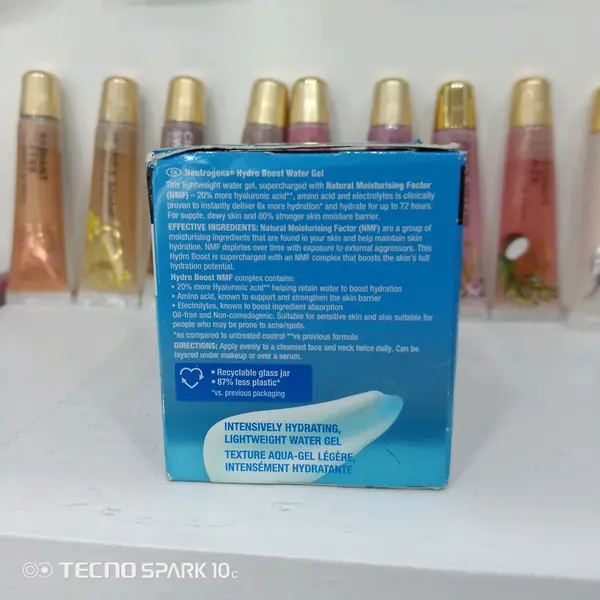 EN Neutrogena® Hydro Boost Water Gel
This lightweight water gel, supercharged with Natural Moisturising Factor
(NMF) – 20% more hyaluronic acid**, amino acid and electrolytes is clinically
proven to instantly deliver 6x more hydration* and hydrate for up to 72 hours.
For supple, dewy skin and 60% stronger skin moisture barrier.
EFFECTIVE INGREDIENTS: Natural Moisturising Factor (NMF) are a group of
moisturising ingredients that are found in your skin and help maintain skin
hydration. NMF depletes over time with exposure to external aggressors. This
Hydro Boost is supercharged with an NMF complex that boosts the skin's full
hydration potential.
Hydro Boost NMF complex contains:
• 20% more Hyaluronic acid** helping retain water to boost hydration
• Amino acid, known to support and strengthen the skin barrier
• Electrolytes, known to boost ingredient absorption
Oil-free and Non-comedogenic. Suitable for sensitive skin and also suitable for
people who may be prone to acne/spots.
*as compared to untreated control **vs previous formula
DIRECTIONS: Apply evenly to a cleansed face and neck twice daily. Can be
layered under makeup or over a serum.
• Recyclable glass jar
• 87% less plastic*
*vs. previous packaging
INTENSIVELY HYDRATING,
LIGHTWEIGHT WATER GEL
TEXTURE AQUA-GEL LÉGÈRE,
INTENSÉMENT HYDRATANTE
TECNO SPARK 10c